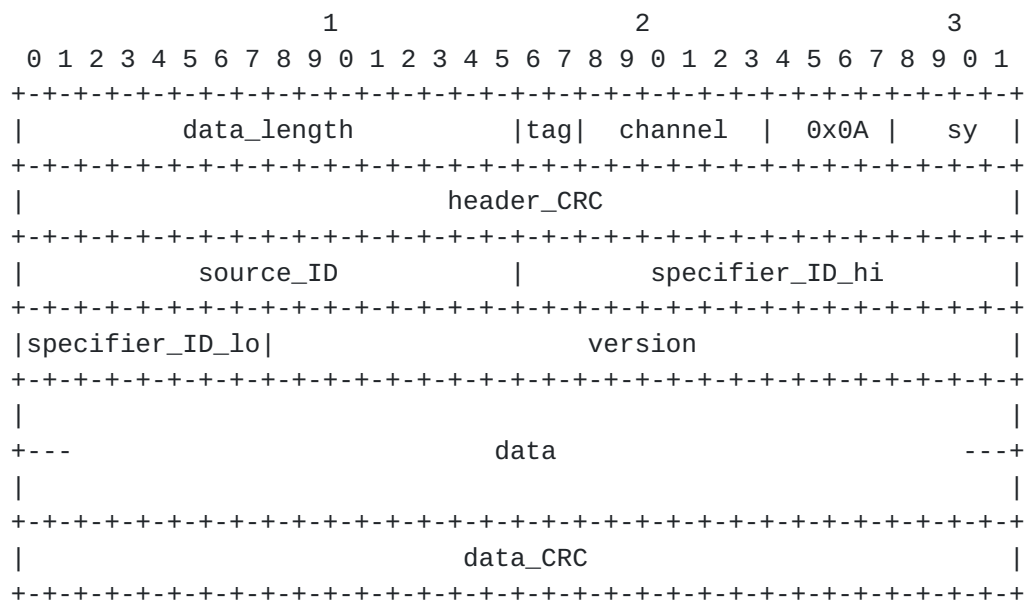 1                   2                   3
 0 1 2 3 4 5 6 7 8 9 0 1 2 3 4 5 6 7 8 9 0 1 2 3 4 5 6 7 8 9 0 1
+-+-+-+-+-+-+-+-+-+-+-+-+-+-+-+-+-+-+-+-+-+-+-+-+-+-+-+-+-+-+-+-+
|          data_length          |tag|  channel  |  0x0A |   sy  |
+-+-+-+-+-+-+-+-+-+-+-+-+-+-+-+-+-+-+-+-+-+-+-+-+-+-+-+-+-+-+-+-+
|                           header_CRC                          |
+-+-+-+-+-+-+-+-+-+-+-+-+-+-+-+-+-+-+-+-+-+-+-+-+-+-+-+-+-+-+-+-+
|           source_ID           |        specifier_ID_hi        |
+-+-+-+-+-+-+-+-+-+-+-+-+-+-+-+-+-+-+-+-+-+-+-+-+-+-+-+-+-+-+-+-+
|specifier_ID_lo|                    version                    |
+-+-+-+-+-+-+-+-+-+-+-+-+-+-+-+-+-+-+-+-+-+-+-+-+-+-+-+-+-+-+-+-+
|                                                               |
+---                           data                          ---+
|                                                               |
+-+-+-+-+-+-+-+-+-+-+-+-+-+-+-+-+-+-+-+-+-+-+-+-+-+-+-+-+-+-+-+-+
|                            data_CRC                           |
+-+-+-+-+-+-+-+-+-+-+-+-+-+-+-+-+-+-+-+-+-+-+-+-+-+-+-+-+-+-+-+-+